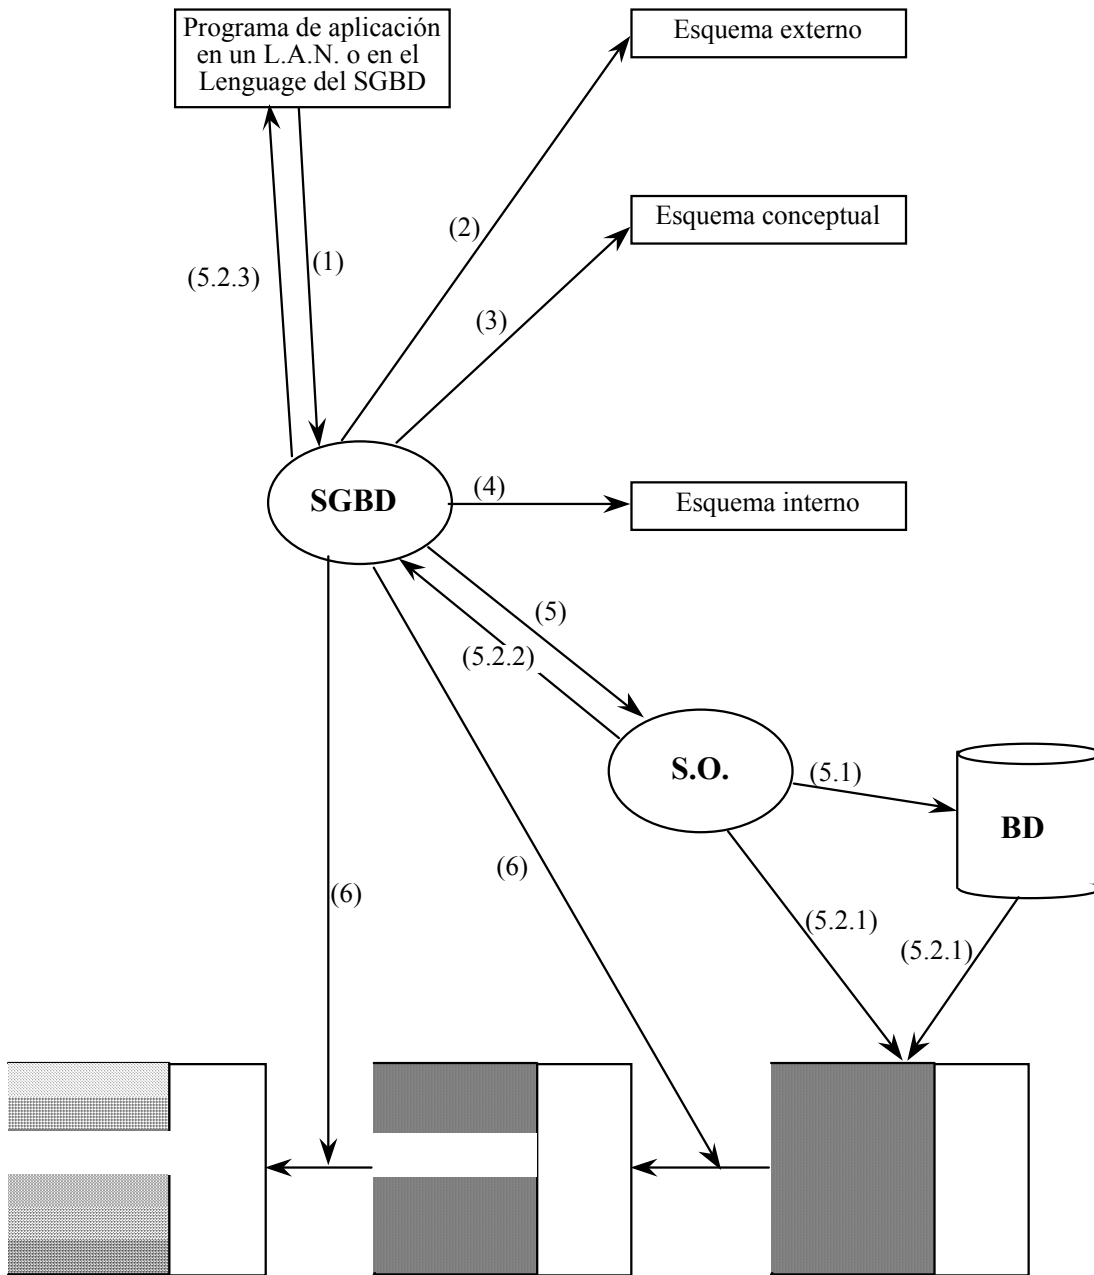 Programa de aplicación
en un L.A.N. o en el
Lenguage del SGBD
Esquema externo
Esquema conceptual
(2)
(1)
(5.2.3)
(3)
SGBD
(4)
Esquema interno
(5)
(5.2.2)
S.O.
(5.1)
BD
(6)
(6)
(5.2.1)
(5.2.1)